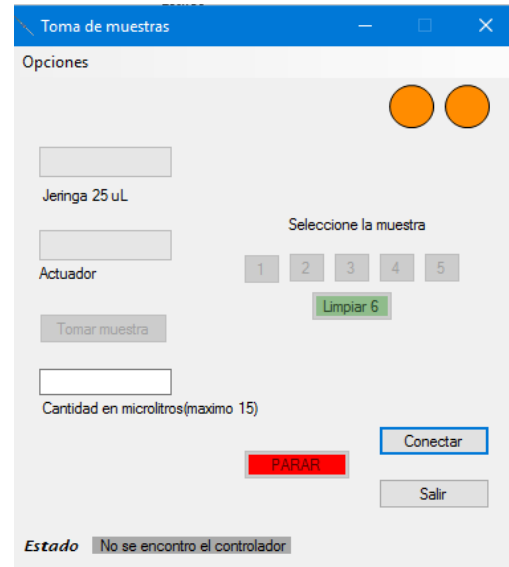 Toma de muestras
Opciones
Jeringa 25 uL
Seleccione la muestra
Actuador
1 2 3 4 5
Limpiar 6
Tomar muestra
Cantidad en microlitros(maximo 15)
Conectar
PARAR
Salir
Estado No se encontro el controlador